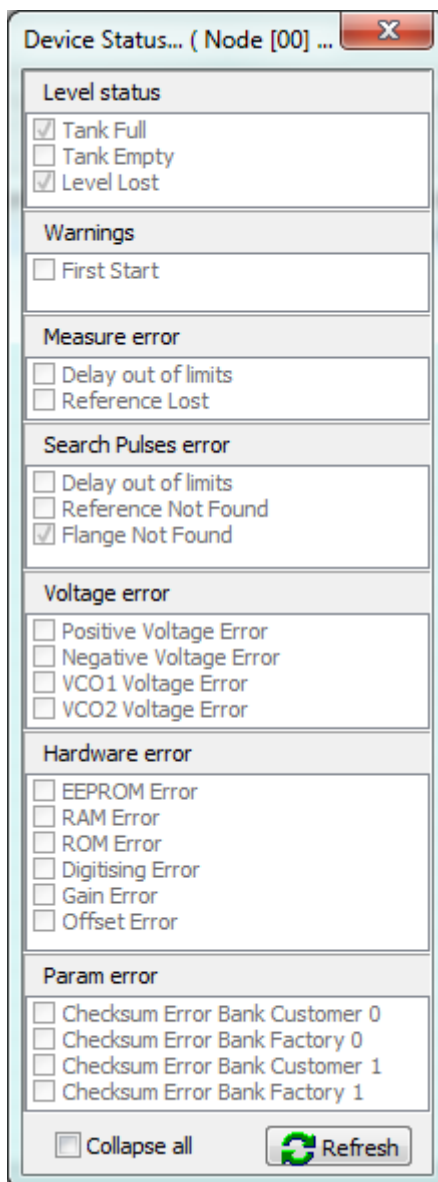 Device Status... ( Node [00] ...
Level status
Tank Full
Tank Empty
Level Lost
Warnings
First Start
Measure error
Delay out of limits
Reference Lost
Search Pulses error
Delay out of limits
Reference Not Found
Flange Not Found
Voltage error
Positive Voltage Error
Negative Voltage Error
VCO1 Voltage Error
VCO2 Voltage Error
Hardware error
EEPROM Error
RAM Error
ROM Error
Digitising Error
Gain Error
Offset Error
Param error
Checksum Error Bank Customer 0
Checksum Error Bank Factory 0
Checksum Error Bank Customer 1
Checksum Error Bank Factory 1
Collapse all Refresh